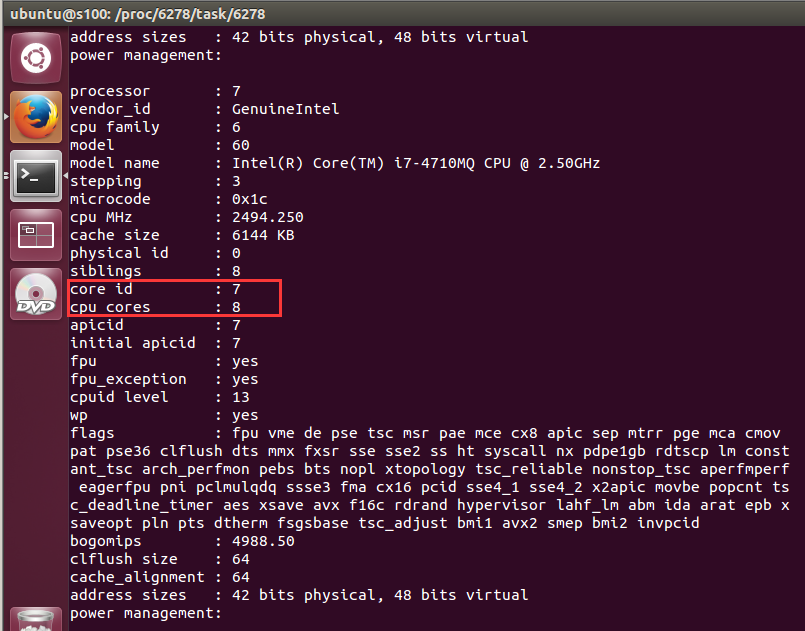 ubuntu@s100: /proc/6278/task/6278
address sizes   : 42 bits physical, 48 bits virtual
power management:
processor       : 7
vendor_id       : GenuineIntel
cpu family      : 6
model           : 60
model name      : Intel(R) Core(TM) i7-4710MQ CPU @ 2.50GHz
stepping        : 3
microcode       : 0x1c
cpu MHz         : 2494.250
cache size      : 6144 KB
physical id     : 0
siblings        : 8
core id         : 7
cpu cores       : 8
apicid          : 7
initial apicid  : 7
fpu             : yes
fpu_exception   : yes
cpuid level     : 13
wp              : yes
flags           : fpu vme de pse tsc msr pae mce cx8 apic sep mtrr pge mca cmov
pat pse36 clflush dts mmx fxsr sse sse2 ss ht syscall nx pdpe1gb rdtscp lm const
ant_tsc arch_perfmon pebs bts nopl xtopology tsc_reliable nonstop_tsc aperfmperf
 eagerfpu pni pclmulqdq ssse3 fma cx16 pcid sse4_1 sse4_2 x2apic movbe popcnt ts
c_deadline_timer aes xsave avx f16c rdrand hypervisor lahf_lm abm ida arat epb x
saveopt pln pts dtherm fsgsbase tsc_adjust bmi1 avx2 smep bmi2 invpcid
bogomips        : 4988.50
clflush size    : 64
cache_alignment : 64
address sizes   : 42 bits physical, 48 bits virtual
power management:
>_
DVD